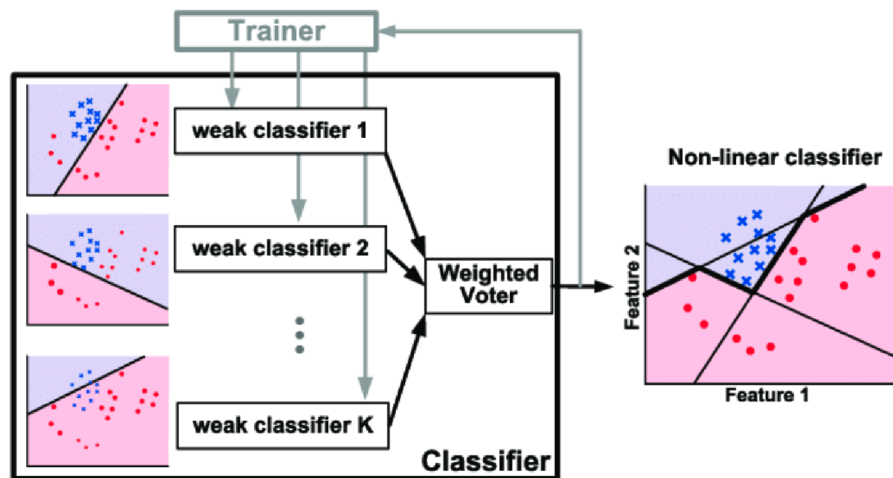 Trainer
weak classifier 1
weak classifier 2
weak classifier K
Weighted
Voter
Classifier
Non-linear classifier
Feature 2
Feature 1